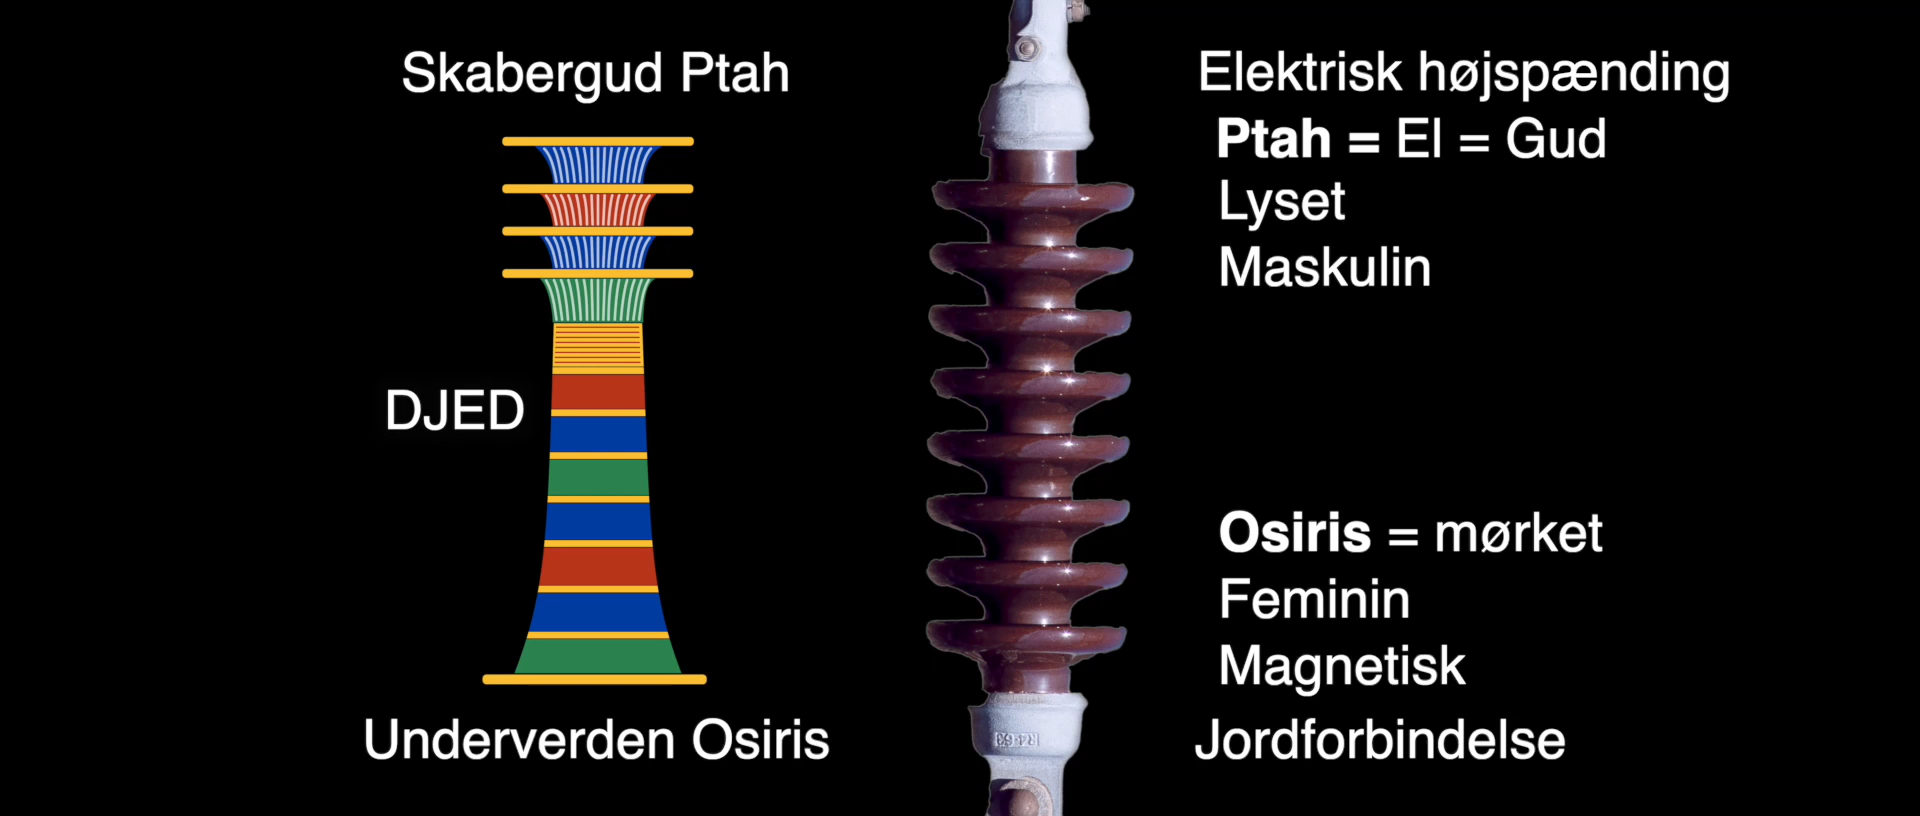 Skabergud Ptah
DJED
Underverden Osiris
Elektrisk højspænding
Ptah = El = Gud
Lyset
Maskulin
Osiris = mørket
Feminin
Magnetisk
Jordforbindelse